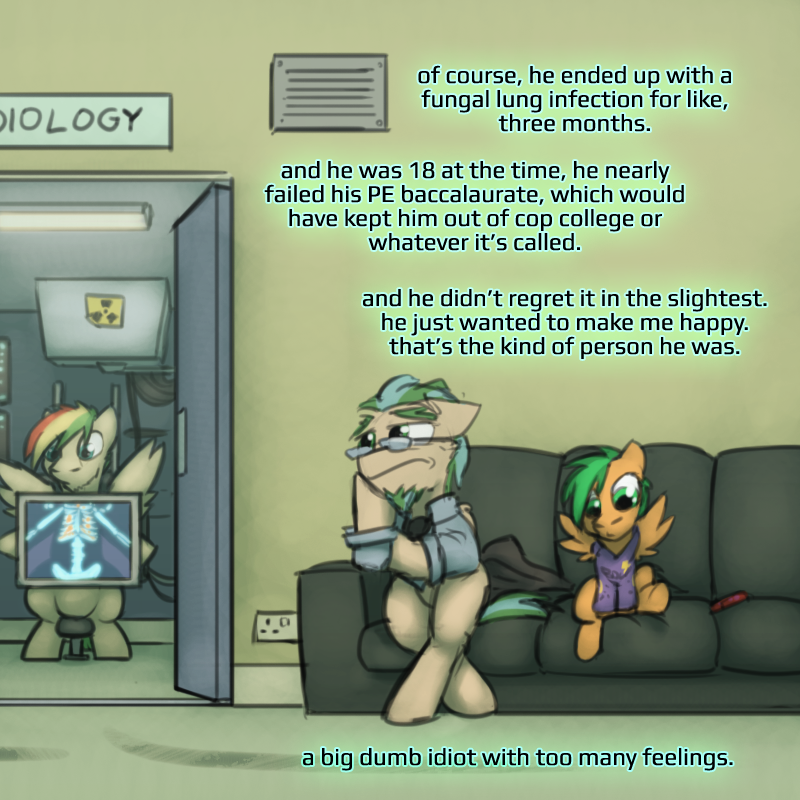 of course, he ended up with a
fungal lung infection for like,
three months.
DIOLOGY
and he was 18 at the time, he nearly
failed his PE baccalaurate, which would
have kept him out of cop college or
whatever it's called.
and he didn't regret it in the slightest.
he just wanted to make me happy.
that's the kind of person he was.
a big dumb idiot with too many feelings.